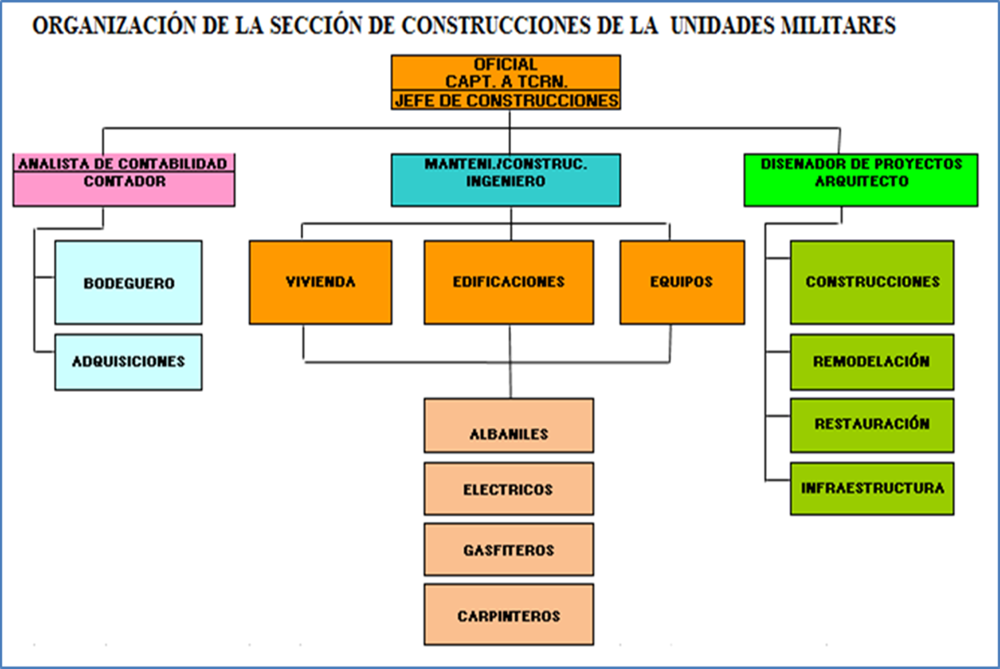 ORGANIZACIÓN DE LA SECCIÓN DE CONSTRUCCIONES DE LA UNIDADES MILITARES
OFICIAL
CAPT. A TCRN.
JEFE DE CONSTRUCCIONES
ANALISTA DE CONTABILIDAD
CONTADOR
MANTENI./CONSTRUC.
INGENIERO
DISENADOR DE PROYECTOS
ARQUITECTO
BODEGUERO
ADQUISICIONES
VIVIENDA
EDIFICACIONES
EQUIPOS
ALBANILES
ELECTRICOS
GASFITEROS
CARPINTEROS
CONSTRUCCIONES
REMODELACIÓN
RESTAURACIÓN
INFRAESTRUCTURA